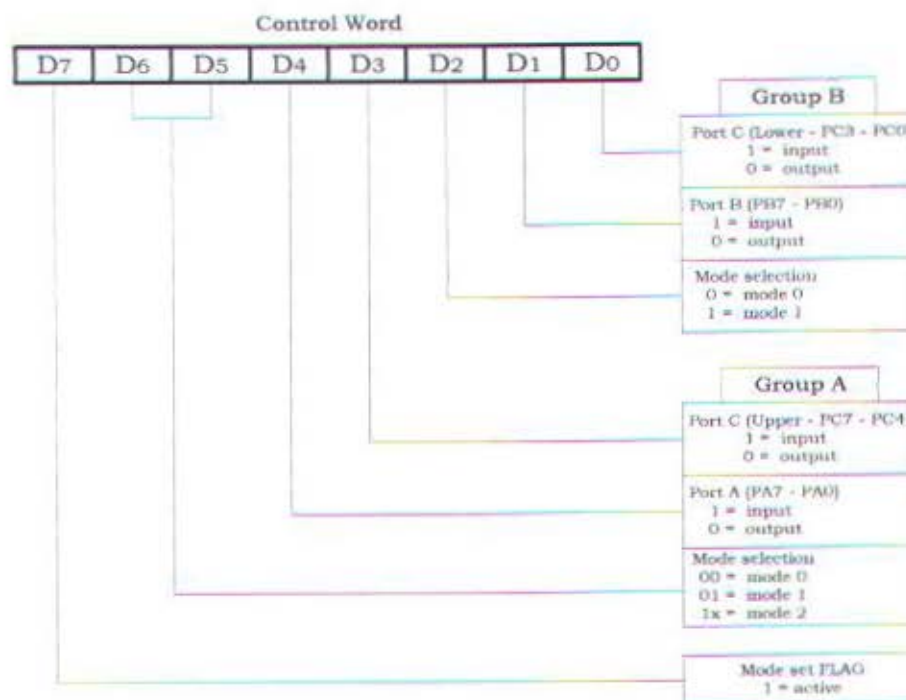 Control Word
D7 D6 D5 D4 D3 D2 D1 D0
Group B
Port C (Lower - PC3 - PC0
1 = input
0 = output
Port B (PB7 - PB0)
1 = input
0 = output
Mode selection
0 = mode 0
1 = mode 1
Group A
Port C (Upper - PC7 - PC4
1 = input
0 = output
Port A (PA7 - PA0)
1 = input
0 = output
Mode selection
00 = mode 0
01 = mode 1
1x = mode 2
Mode set FLAG
1 = active